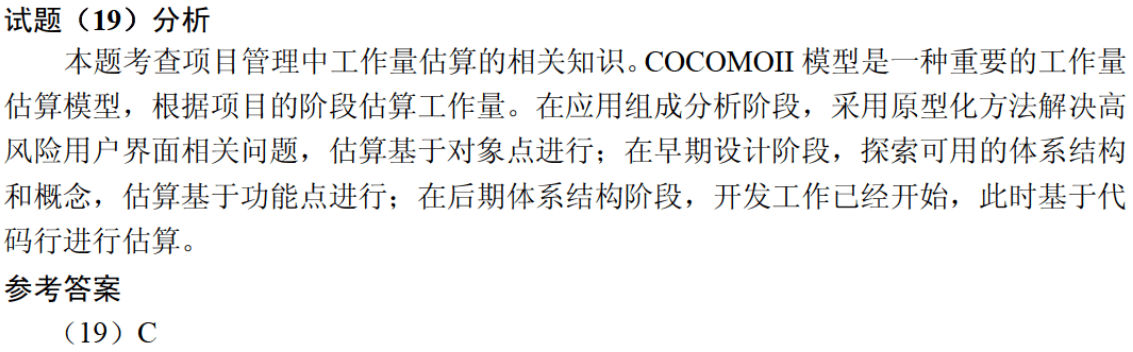 试题（19）分析
本题考查项目管理中工作量估算的相关知识。COCOMOII 模型是一种重要的工作量
估算模型，根据项目的阶段估算工作量。在应用组成分析阶段，采用原型化方法解决高
风险用户界面相关问题，估算基于对象点进行；在早期设计阶段，探索可用的体系结构
和概念，估算基于功能点进行；在后期体系结构阶段，开发工作已经开始，此时基于代
码行进行估算。
参考答案
（19）C